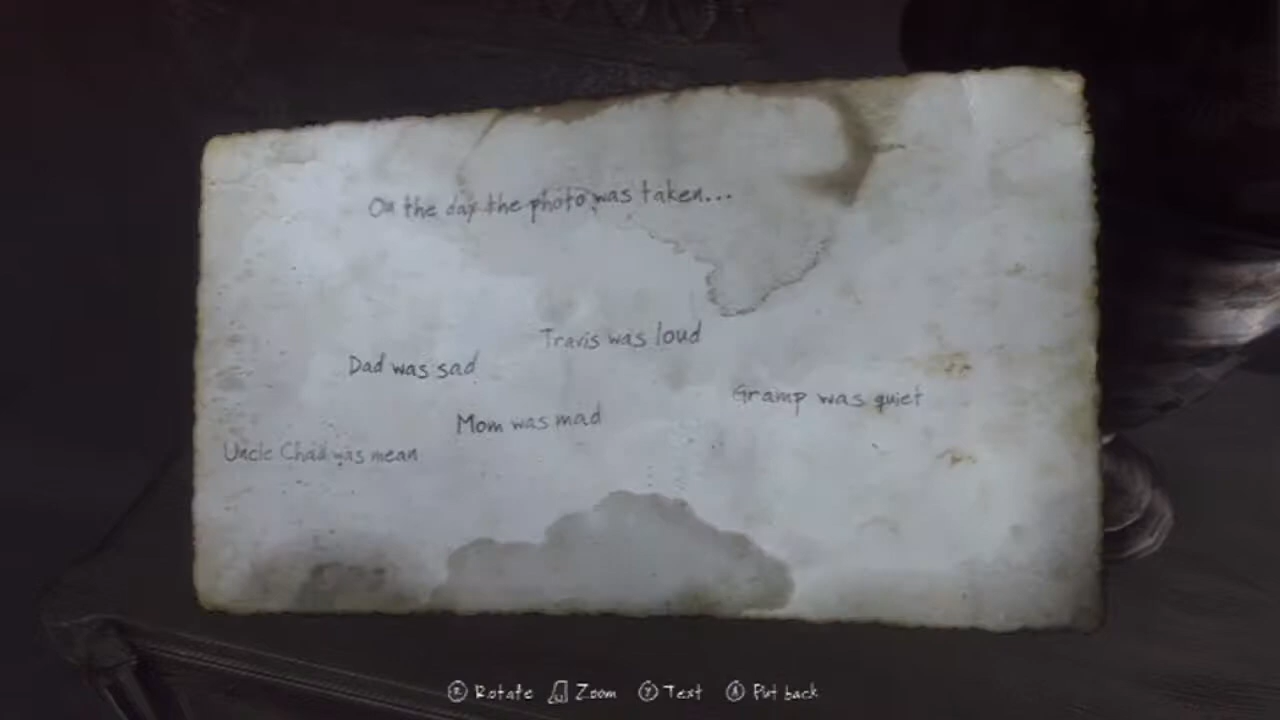 On the day the photo was taken...
Travis was loud
Dad was sad
Gramp was quiet
Mom was mad
Uncle Chad was mean
Rotate Zoom Text Put back